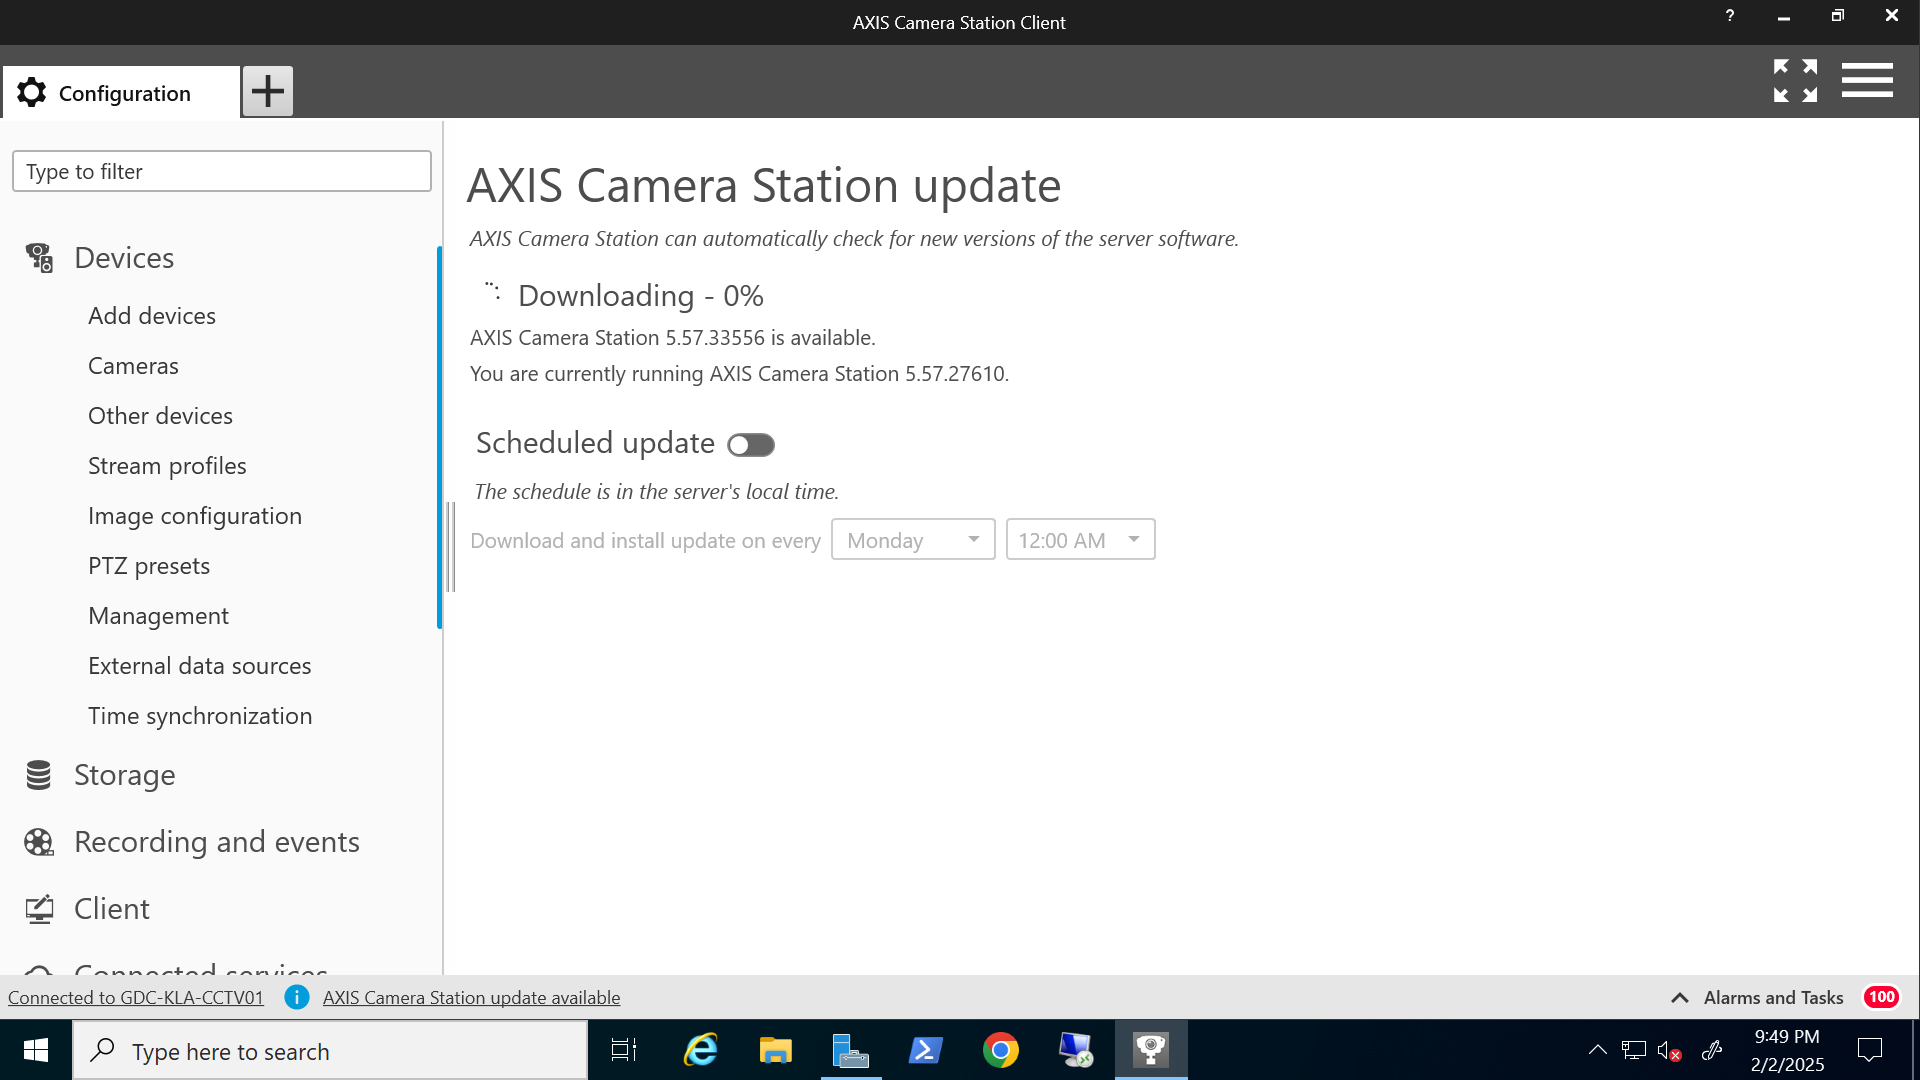 AXIS Camera Station Client
?
Configuration
Type to filter
Devices
Add devices
Cameras
Other devices
Stream profiles
Image configuration
PTZ presets
Management
External data sources
Time synchronization
Storage
Recording and events
Client
Connected services
AXIS Camera Station update
AXIS Camera Station can automatically check for new versions of the server software.
Downloading - 0%
AXIS Camera Station 5.57.33556 is available.
You are currently running AXIS Camera Station 5.57.27610.
Scheduled update
The schedule is in the server's local time.
Download and install update on every Monday 12:00 AM
Connected to GDC-KLA-CCTV01 AXIS Camera Station update available Alarms and Tasks 100
Type here to search
9:49 PM
2/2/2025